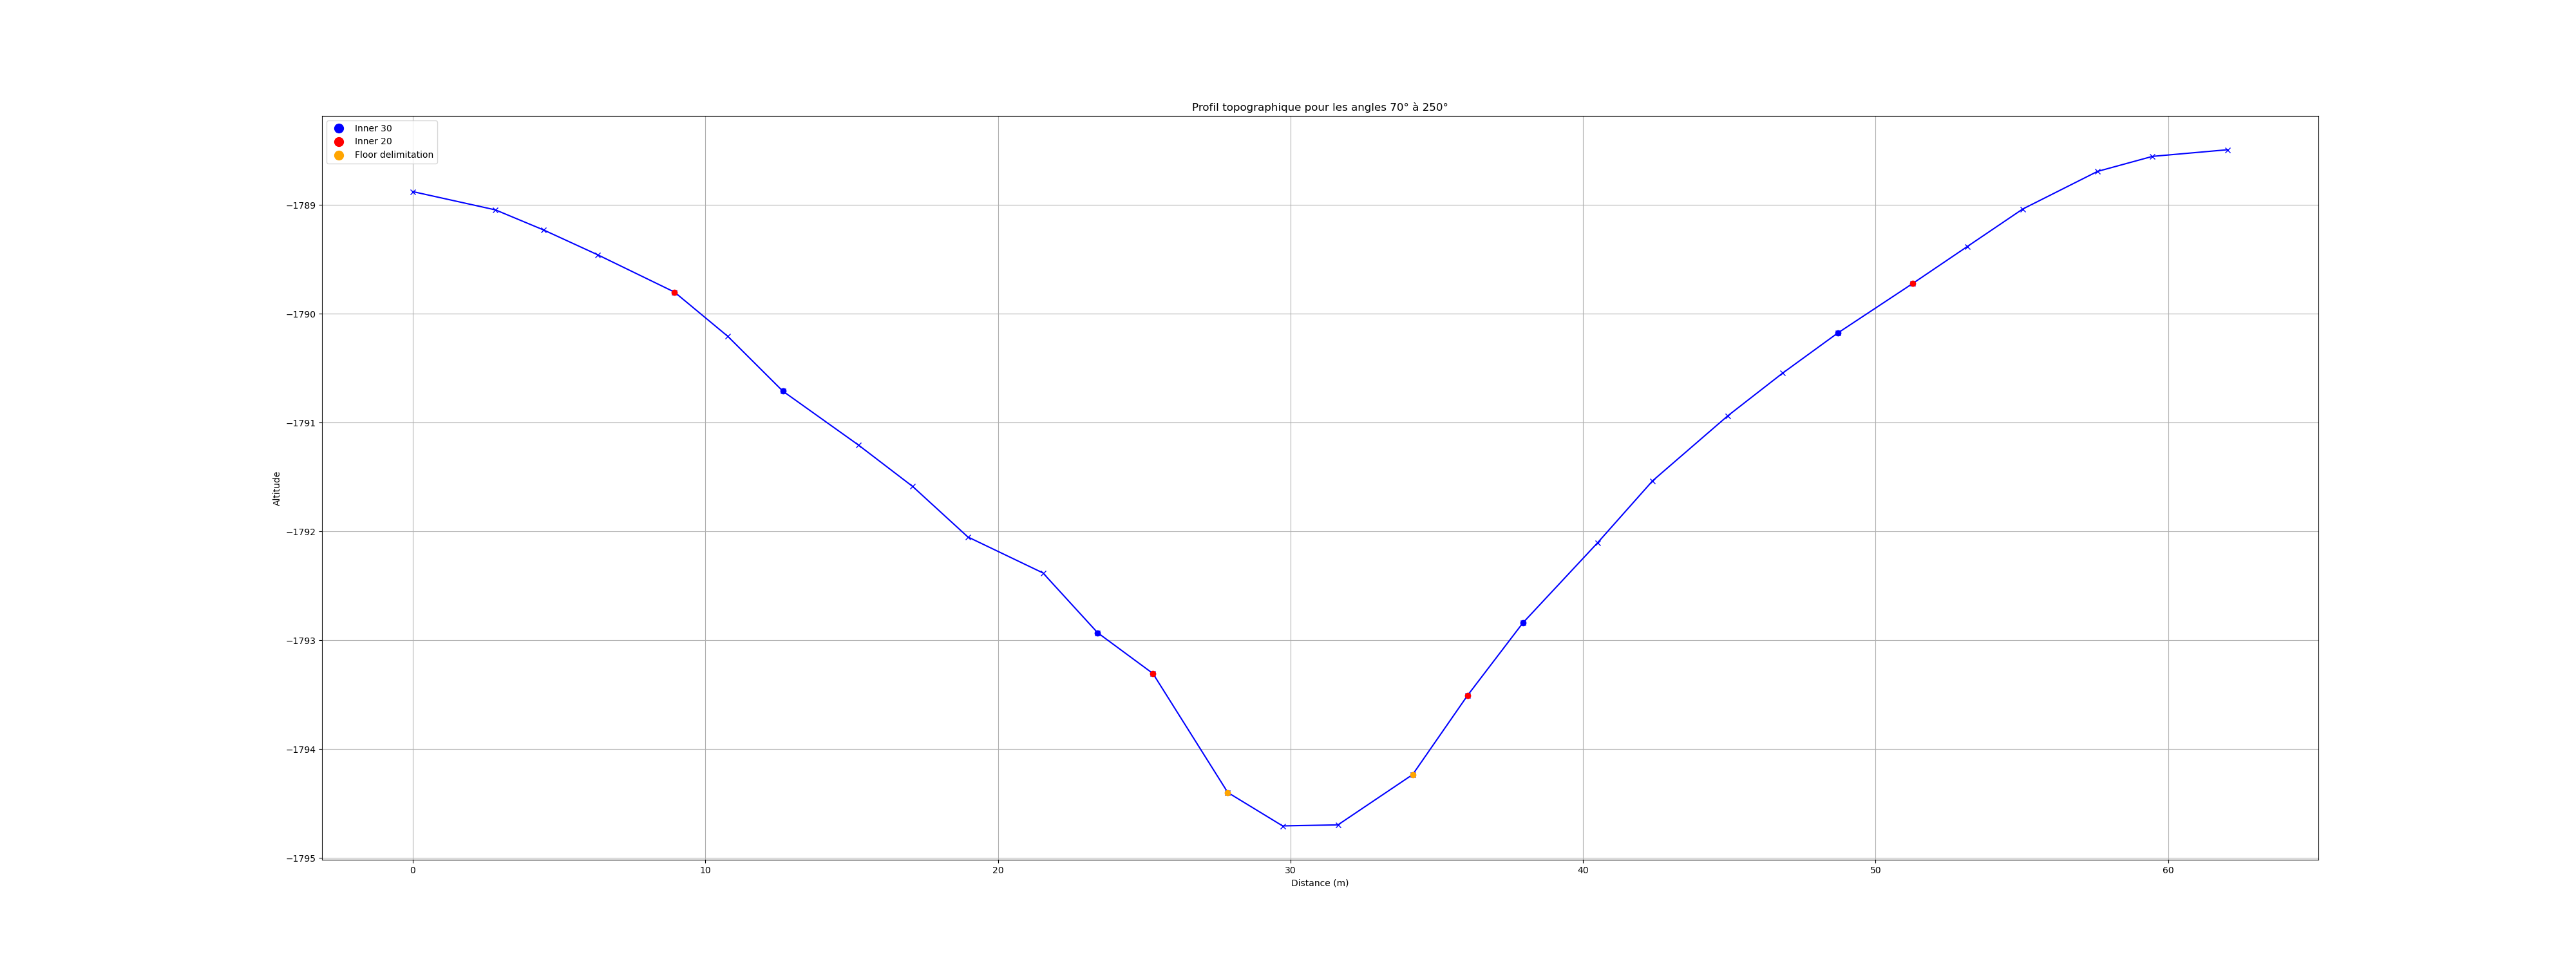 Profil topographique pour les angles 70° à 250°
Inner 30
Inner 20
Floor delimitation
Altitude
−1789
−1790
−1791
−1792
−1793
−1794
−1795
0 10 20 30 40 50 60
Distance (m)